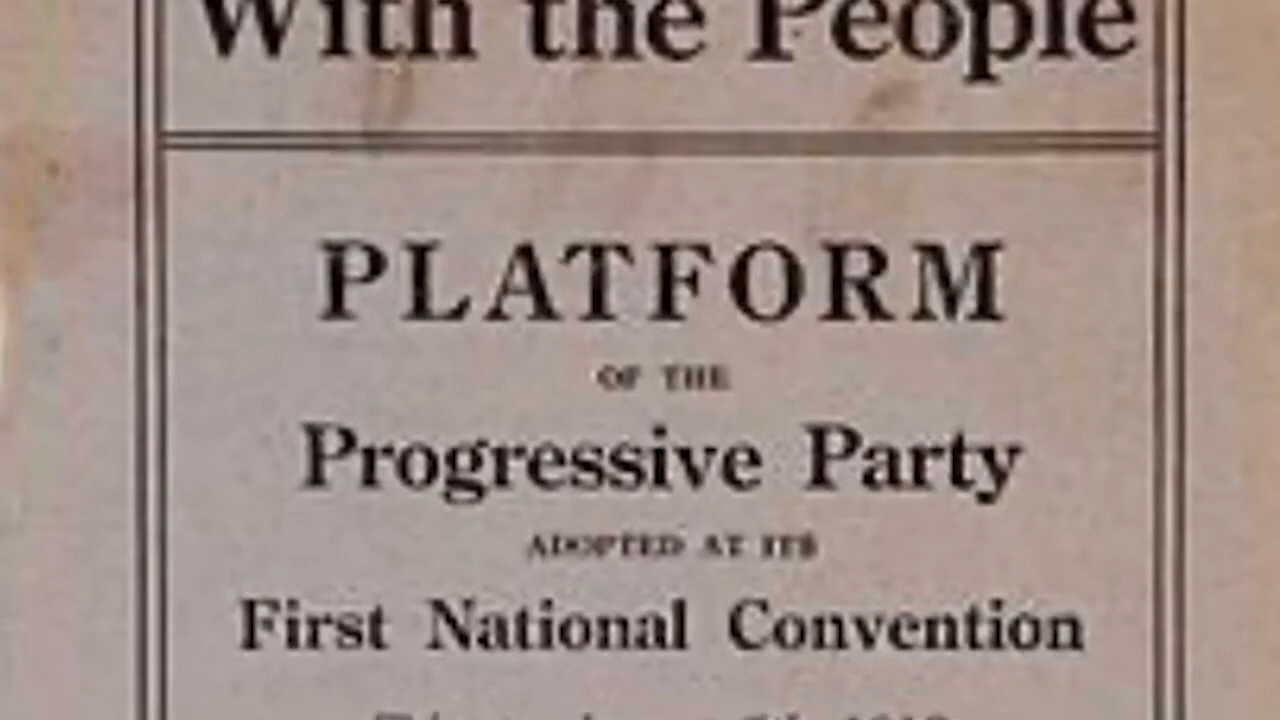 With the People
PLATFORM
OF THE
Progressive Party
ADOPTED AT ITS
First National Convention